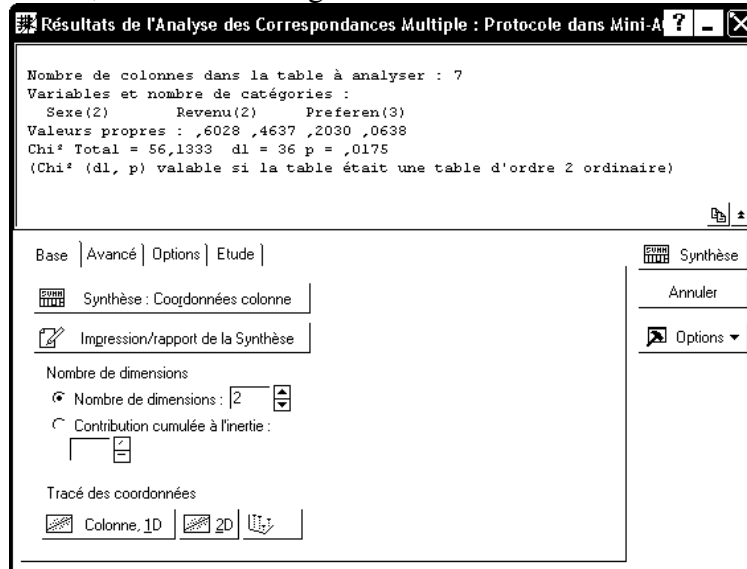 Résultats de l'Analyse des Correspondances Multiple : Protocole dans Mini-A
Nombre de colonnes dans la table à analyser : 7
Variables et nombre de catégories :
Sexe(2) Revenu(2) Preferen(3)
Valeurs propres : ,6028 ,4637 ,2030 ,0638
Chi² Total = 56,1333 dl = 36 p = ,0175
(Chi² (dl, p) valable si la table était une table d'ordre 2 ordinaire)
Base Avancé Options Etude
Synthèse
Synthèse : Coordonnées colonne
Annuler
Impression/rapport de la Synthèse
Options
Nombre de dimensions
Nombre de dimensions : 2
Contribution cumulée à l'inertie :
Tracé des coordonnées
Colonne, 1D 2D